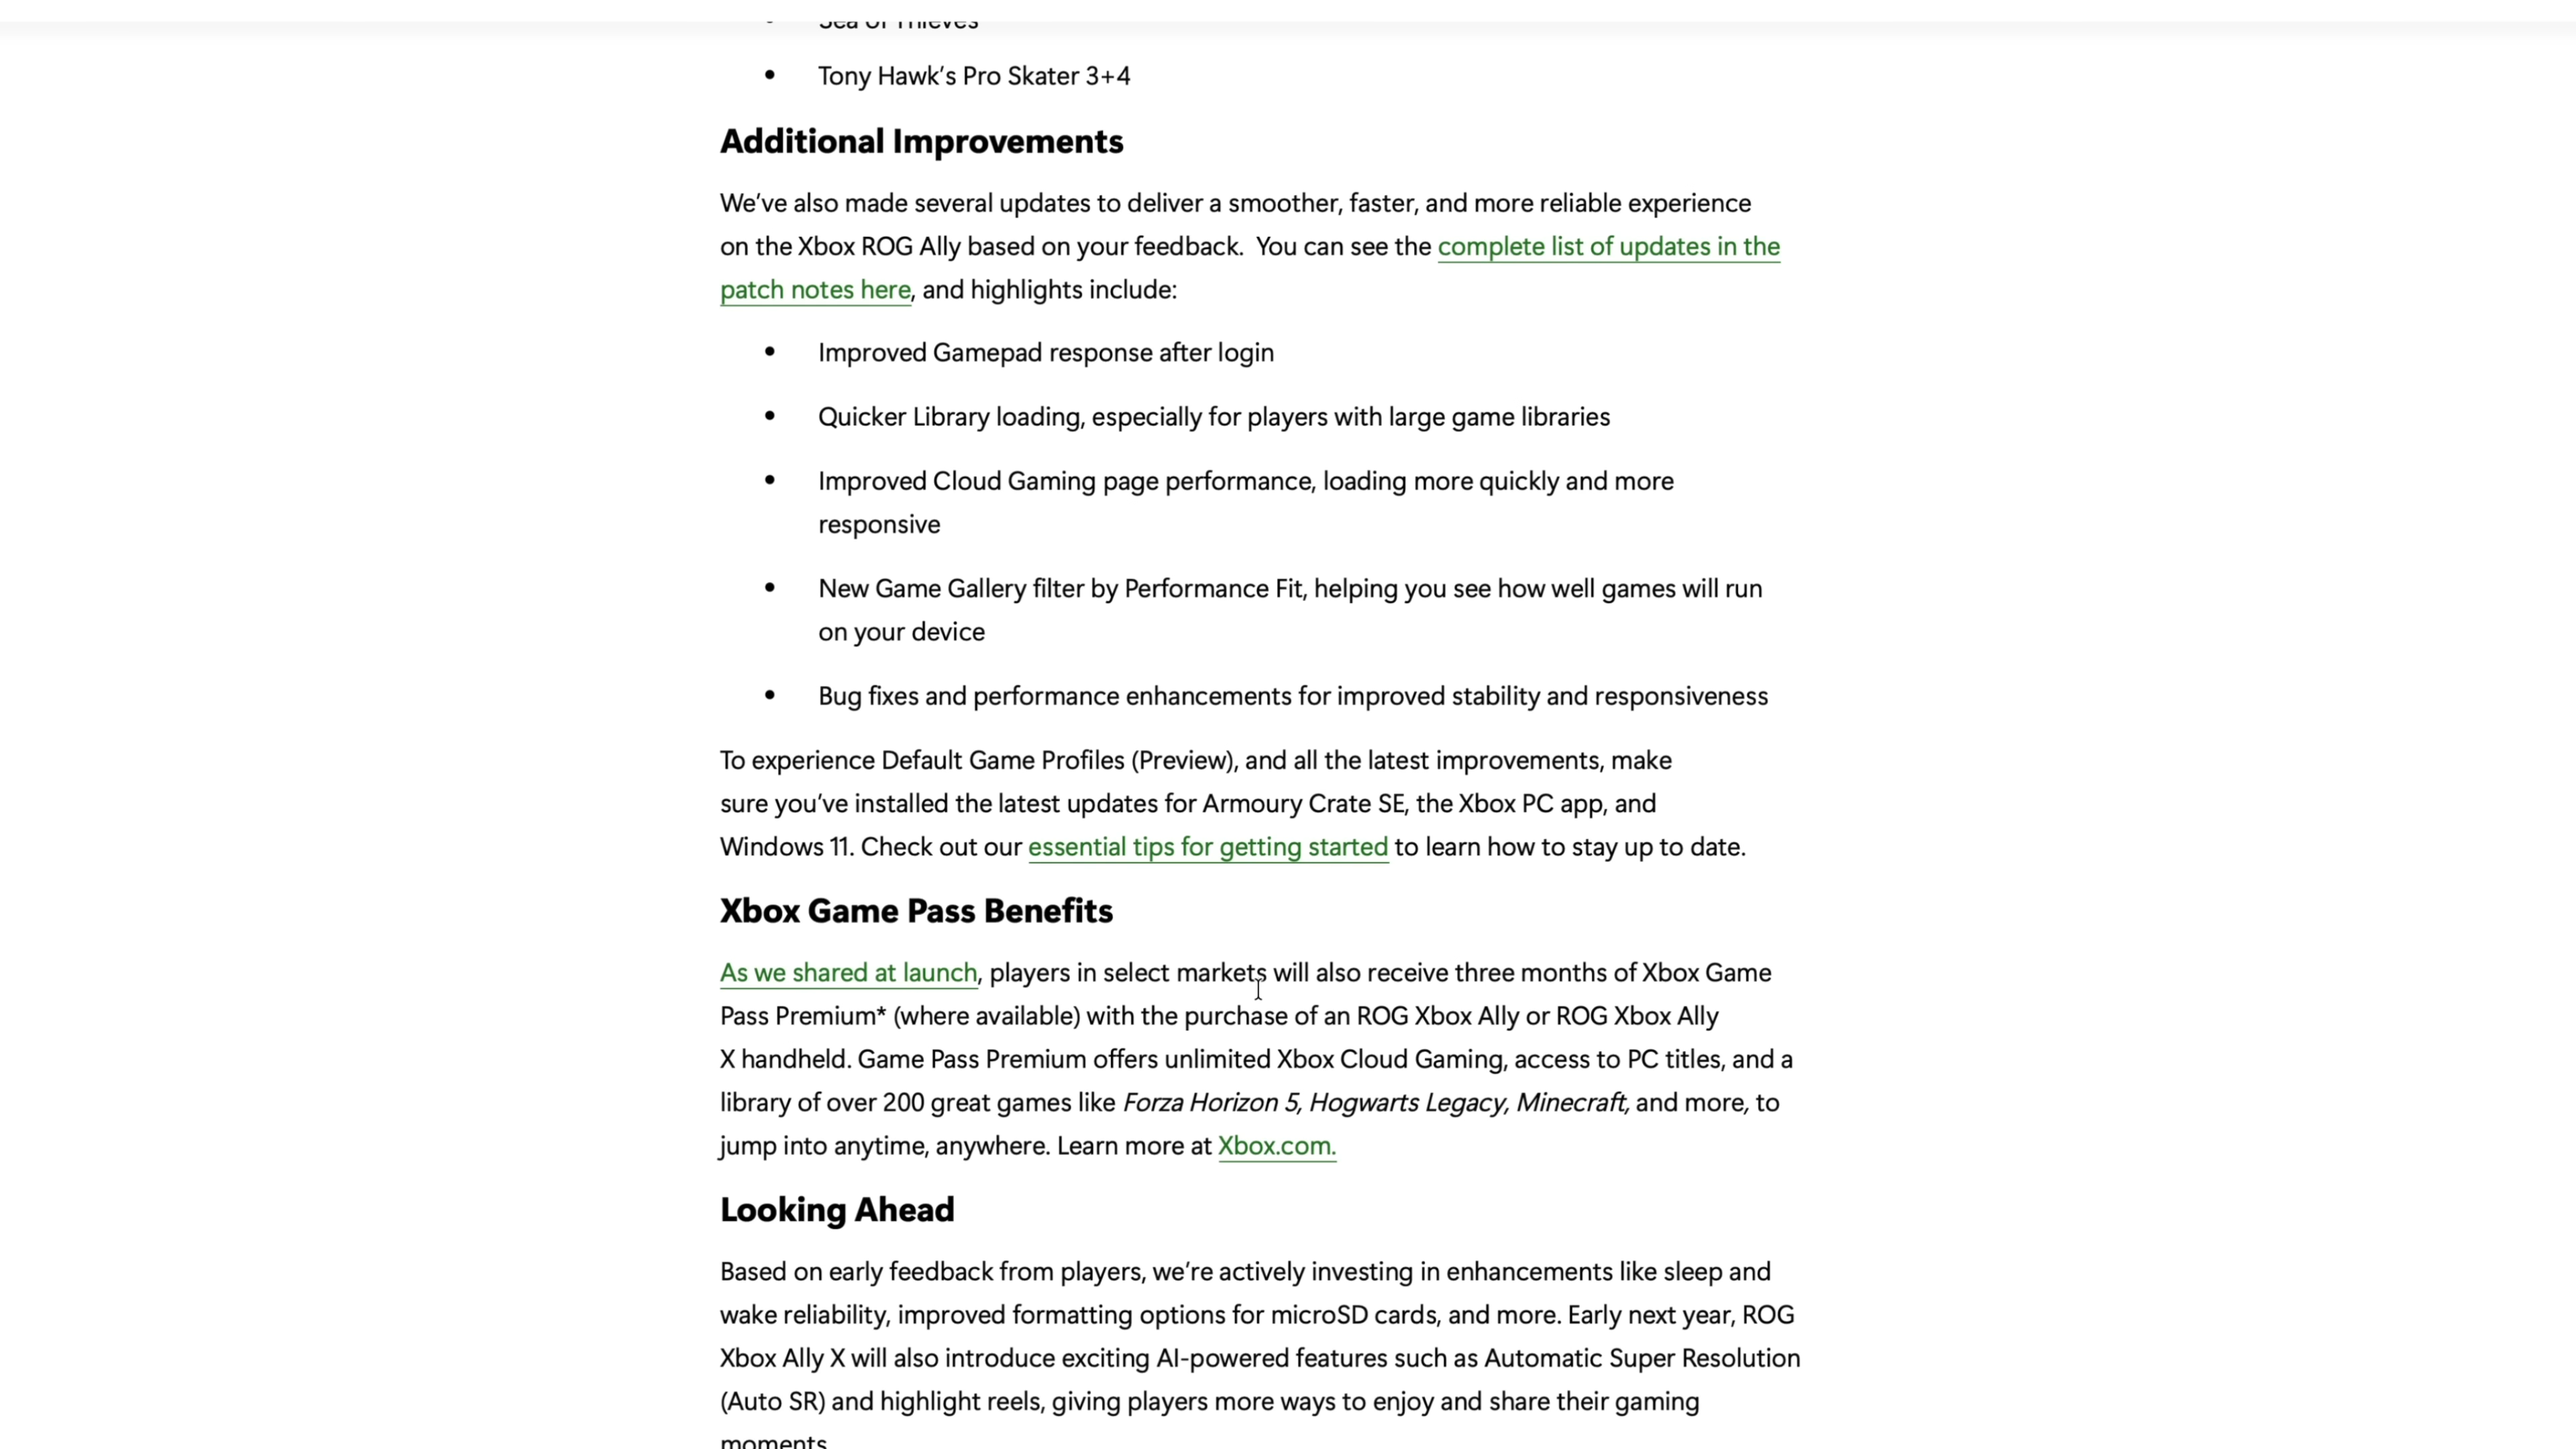 Sea of Thieves
• Tony Hawk’s Pro Skater 3+4
Additional Improvements
We’ve also made several updates to deliver a smoother, faster, and more reliable experience
on the Xbox ROG Ally based on your feedback.  You can see the complete list of updates in the
patch notes here, and highlights include:
• Improved Gamepad response after login
• Quicker Library loading, especially for players with large game libraries
• Improved Cloud Gaming page performance, loading more quickly and more
responsive
• New Game Gallery filter by Performance Fit, helping you see how well games will run
on your device
• Bug fixes and performance enhancements for improved stability and responsiveness
To experience Default Game Profiles (Preview), and all the latest improvements, make
sure you’ve installed the latest updates for Armoury Crate SE, the Xbox PC app, and
Windows 11. Check out our essential tips for getting started to learn how to stay up to date.
Xbox Game Pass Benefits
As we shared at launch, players in select markets will also receive three months of Xbox Game
Pass Premium* (where available) with the purchase of an ROG Xbox Ally or ROG Xbox Ally
X handheld. Game Pass Premium offers unlimited Xbox Cloud Gaming, access to PC titles, and a
library of over 200 great games like Forza Horizon 5, Hogwarts Legacy, Minecraft, and more, to
jump into anytime, anywhere. Learn more at Xbox.com.
Looking Ahead
Based on early feedback from players, we’re actively investing in enhancements like sleep and
wake reliability, improved formatting options for microSD cards, and more. Early next year, ROG
Xbox Ally X will also introduce exciting AI-powered features such as Automatic Super Resolution
(Auto SR) and highlight reels, giving players more ways to enjoy and share their gaming
moments